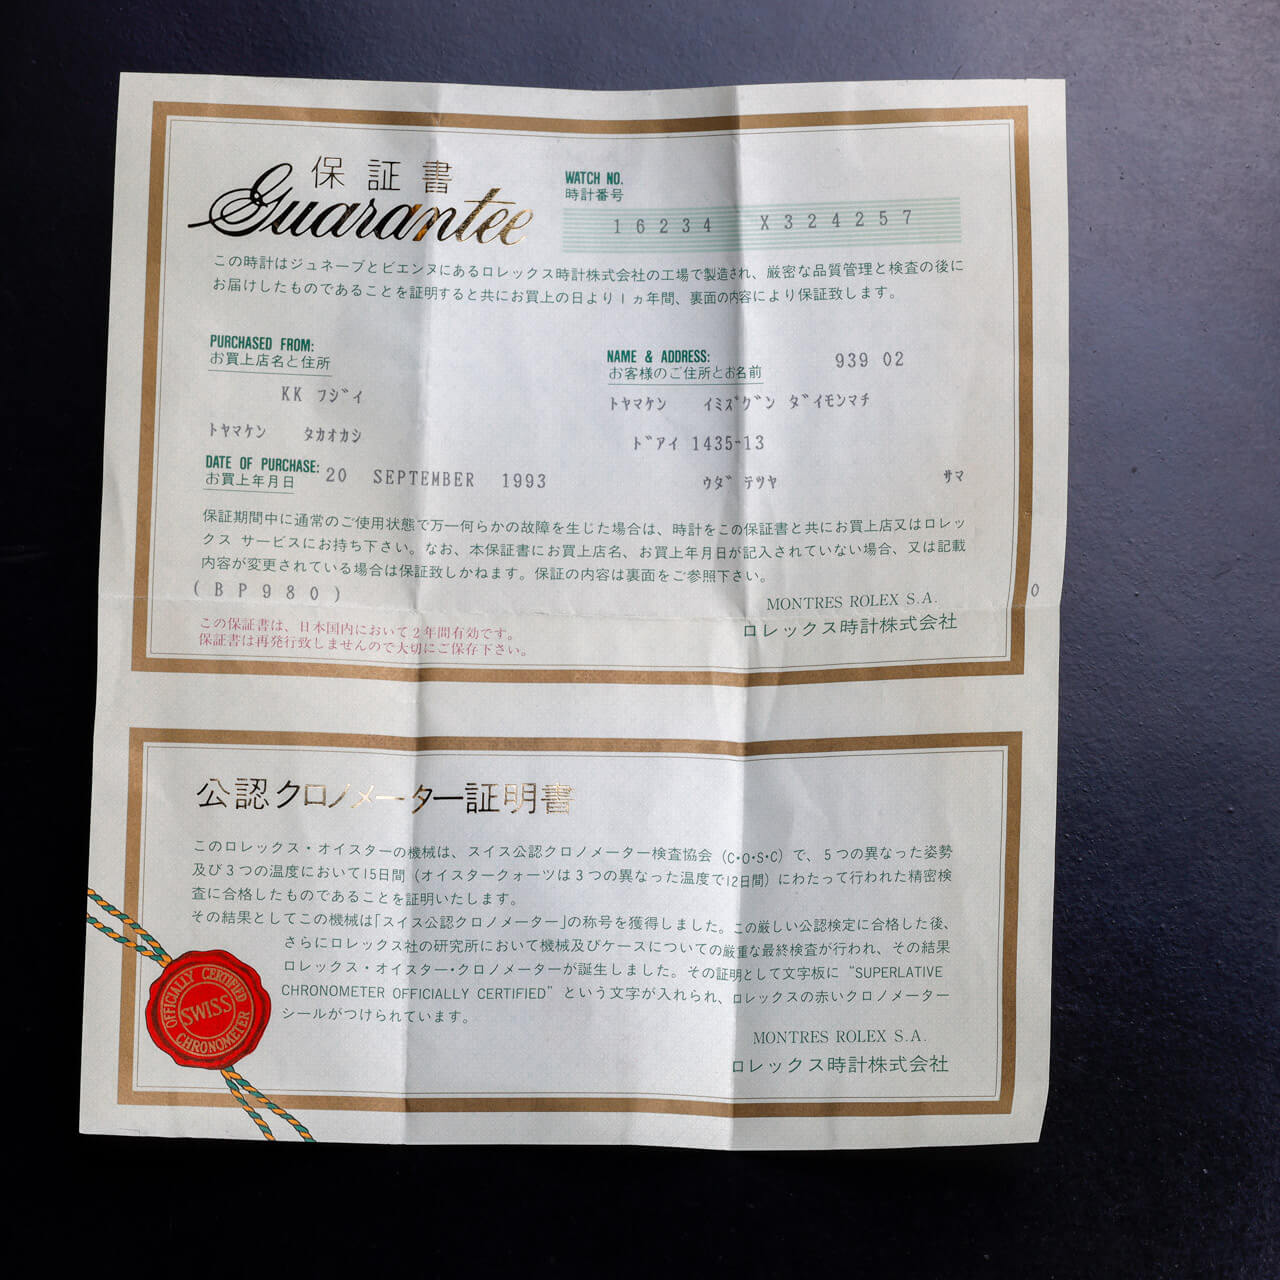 保証書
Guarantee
WATCH NO.
時計番号
16234 X324257
この時計はジュネーブとビエンヌにあるロレックス時計株式会社の工場で製造され、厳密な品質管理と検査の後に
お届けしたものであることを証明すると共にお買上の日より1ヵ年間、裏面の内容により保証致します。
PURCHASED FROM:
お買上店名と住所
KK フジイ
トヤマケン タカオカシ
NAME & ADDRESS:
お客様のご住所とお名前
939 02
トヤマケン イミズグン ダイモンマチ
ドアイ 1435-13
ウダ テツヤ サマ
DATE OF PURCHASE:
お買上年月日
20 SEPTEMBER 1993
保証期間中に通常のご使用状態で万一何らかの故障を生じた場合は、時計をこの保証書と共にお買上店又はロレッ
クス サービスにお持ち下さい。なお、本保証書にお買上店名、お買上年月日が記入されていない場合、又は記載
内容が変更されている場合は保証致しかねます。保証の内容は裏面をご参照下さい。
(BP980)
0
MONTRES ROLEX S.A.
ロレックス時計株式会社
この保証書は、日本国内において2年間有効です。
保証書は再発行致しませんので大切にご保存下さい。
公認クロノメーター証明書
このロレックス・オイスターの機械は、スイス公認クロノメーター検査協会(C・O・S・C)で、5つの異なった姿勢
及び3つの温度において15日間(オイスタークォーツは3つの異なった温度で12日間)にわたって行われた精密検
査に合格したものであることを証明いたします。
その結果としてこの機械は「スイス公認クロノメーター」の称号を獲得しました。この厳しい公認検定に合格した後、
さらにロレックス社の研究所において機械及びケースについての厳重な最終検査が行われ、その結果
ロレックス・オイスター・クロノメーターが誕生しました。その証明として文字板に "SUPERLATIVE
CHRONOMETER OFFICIALLY CERTIFIED" という文字が入れられ、ロレックスの赤いクロノメーター
シールがつけられています。
MONTRES ROLEX S.A.
ロレックス時計株式会社
OFFICIALLY CERTIFIED
SWISS
CHRONOMETER